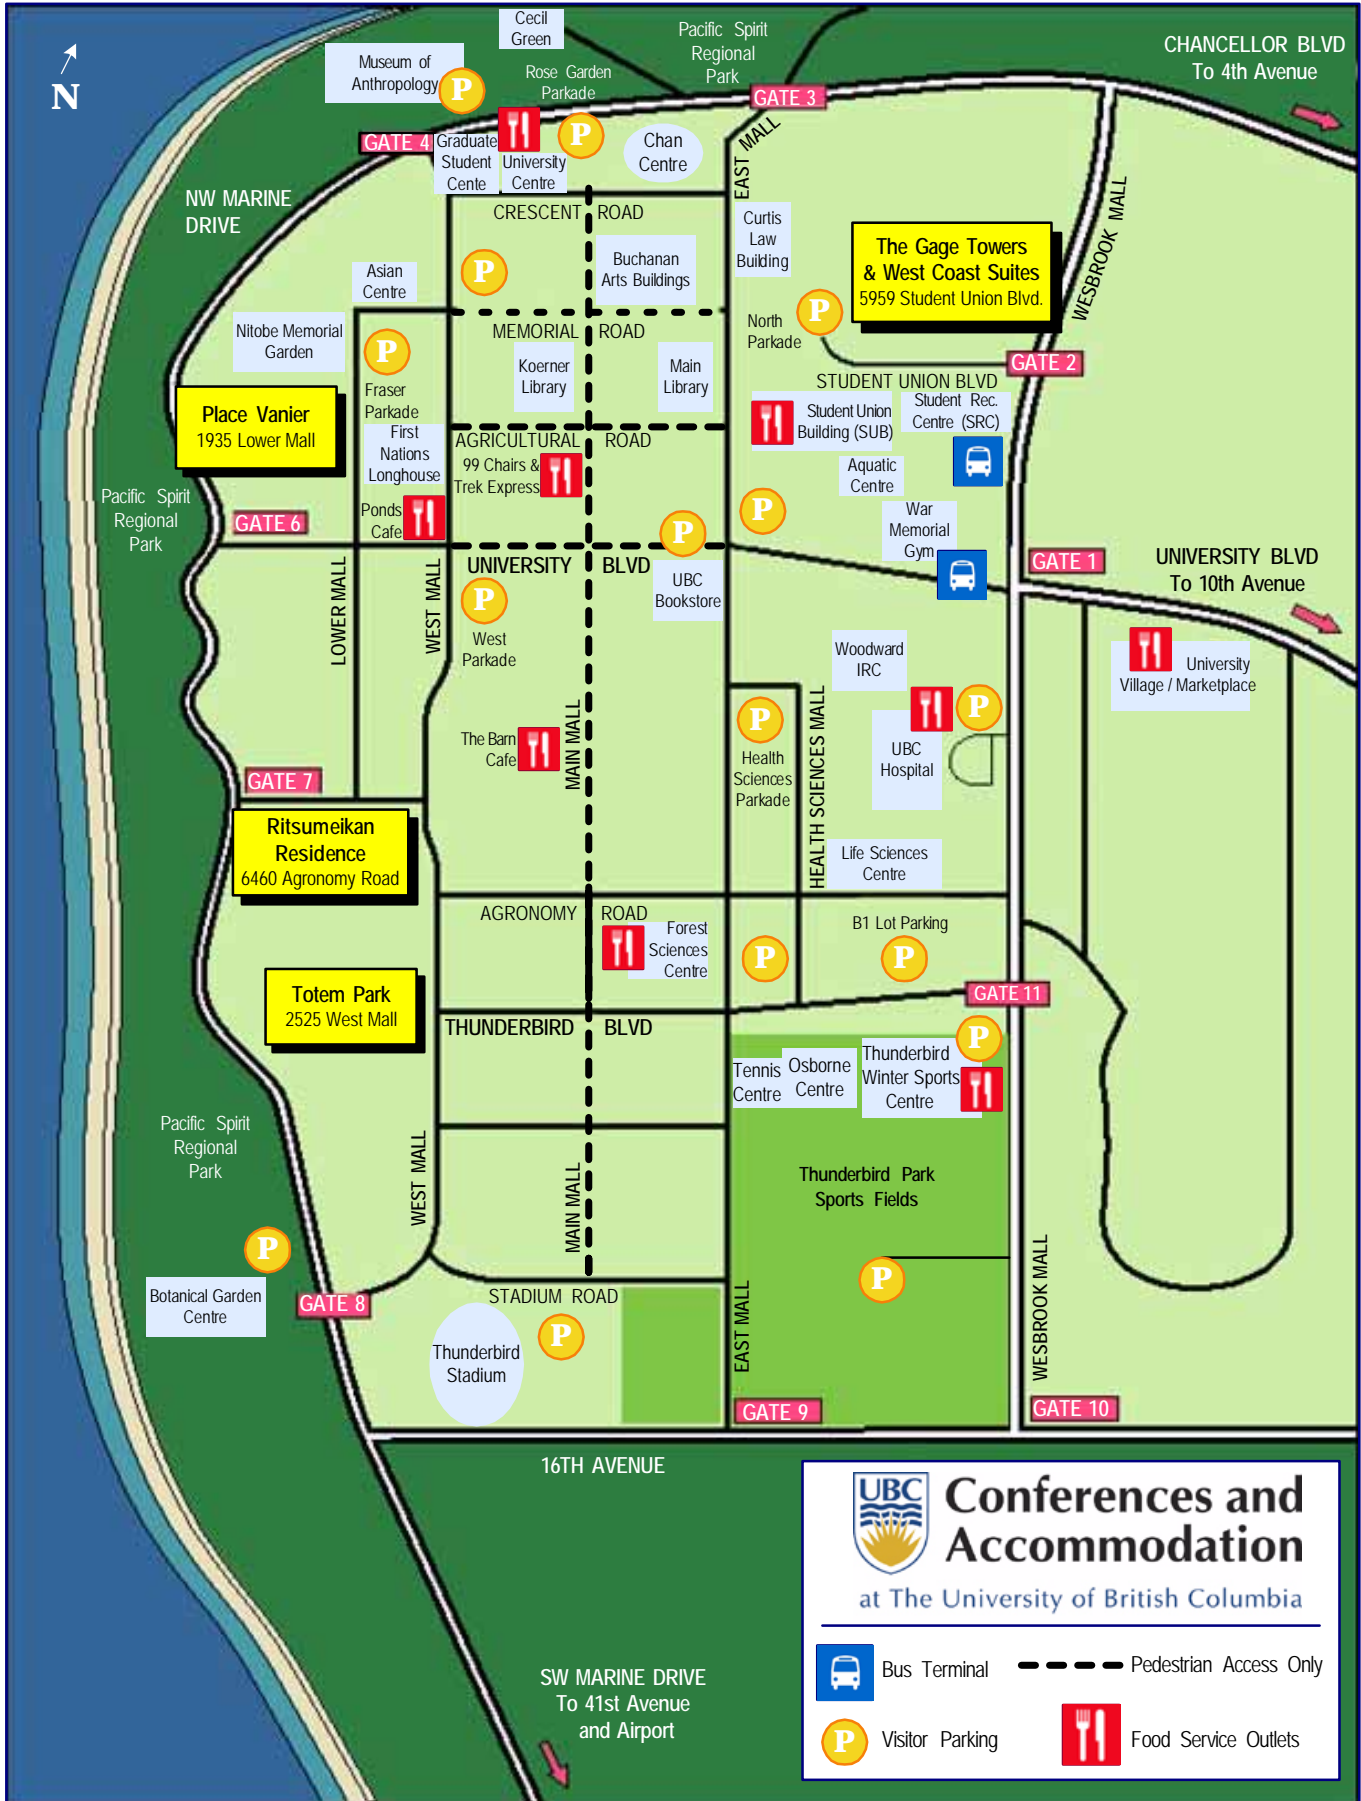 Cecil
Green
Pacific Spirit
Regional
Park
CHANCELLOR BLVD
To 4th Avenue
N
Museum of
Anthropology
P
Rose Garden
Parkade
GATE 3
GATE 4
Graduate
Student
Cente
University
Centre
P
Chan
Centre
EAST MALL
NW MARINE
DRIVE
CRESCENT ROAD
Curtis
Law
Building
The Gage Towers
& West Coast Suites
5959 Student Union Blvd.
WESBROOK MALL
Asian
Centre
P
Buchanan
Arts Buildings
Nitobe Memorial
Garden
P
Fraser
Parkade
MEMORIAL ROAD
North
Parkade
P
GATE 2
Koerner
Library
Main
Library
STUDENT UNION BLVD
Place Vanier
1935 Lower Mall
Student Union
Building (SUB)
Student Rec.
Centre (SRC)
First
Nations
Longhouse
AGRICULTURAL ROAD
99 Chairs &
Trek Express
Aquatic
Centre
Pacific Spirit
Regional
Park
Ponds
Cafe
GATE 6
P
P
War
Memorial
Gym
GATE 1
UNIVERSITY BLVD
To 10th Avenue
UNIVERSITY BLVD
UBC
Bookstore
LOWER MALL
WEST MALL
P
West
Parkade
Woodward
IRC
University
Village / Marketplace
The Barn
Cafe
MAIN MALL
P
Health
Sciences
Parkade
HEALTH SCIENCES MALL
P
UBC
Hospital
GATE 7
Ritsumeikan
Residence
6460 Agronomy Road
Life Sciences
Centre
AGRONOMY ROAD
Forest
Sciences
Centre
P
B1 Lot Parking
P
Totem Park
2525 West Mall
GATE 11
THUNDERBIRD BLVD
P
Tennis
Centre
Osborne
Centre
Thunderbird
Winter Sports
Centre
Pacific Spirit
Regional
Park
WEST MALL
MAIN MALL
Thunderbird Park
Sports Fields
P
Botanical Garden
Centre
GATE 8
STADIUM ROAD
P
Thunderbird
Stadium
EAST MALL
P
WESBROOK MALL
GATE 9
GATE 10
16TH AVENUE
UBC
Conferences and
Accommodation
at The University of British Columbia
Bus Terminal
Pedestrian Access Only
P
Visitor Parking
Food Service Outlets
SW MARINE DRIVE
To 41st Avenue
and Airport